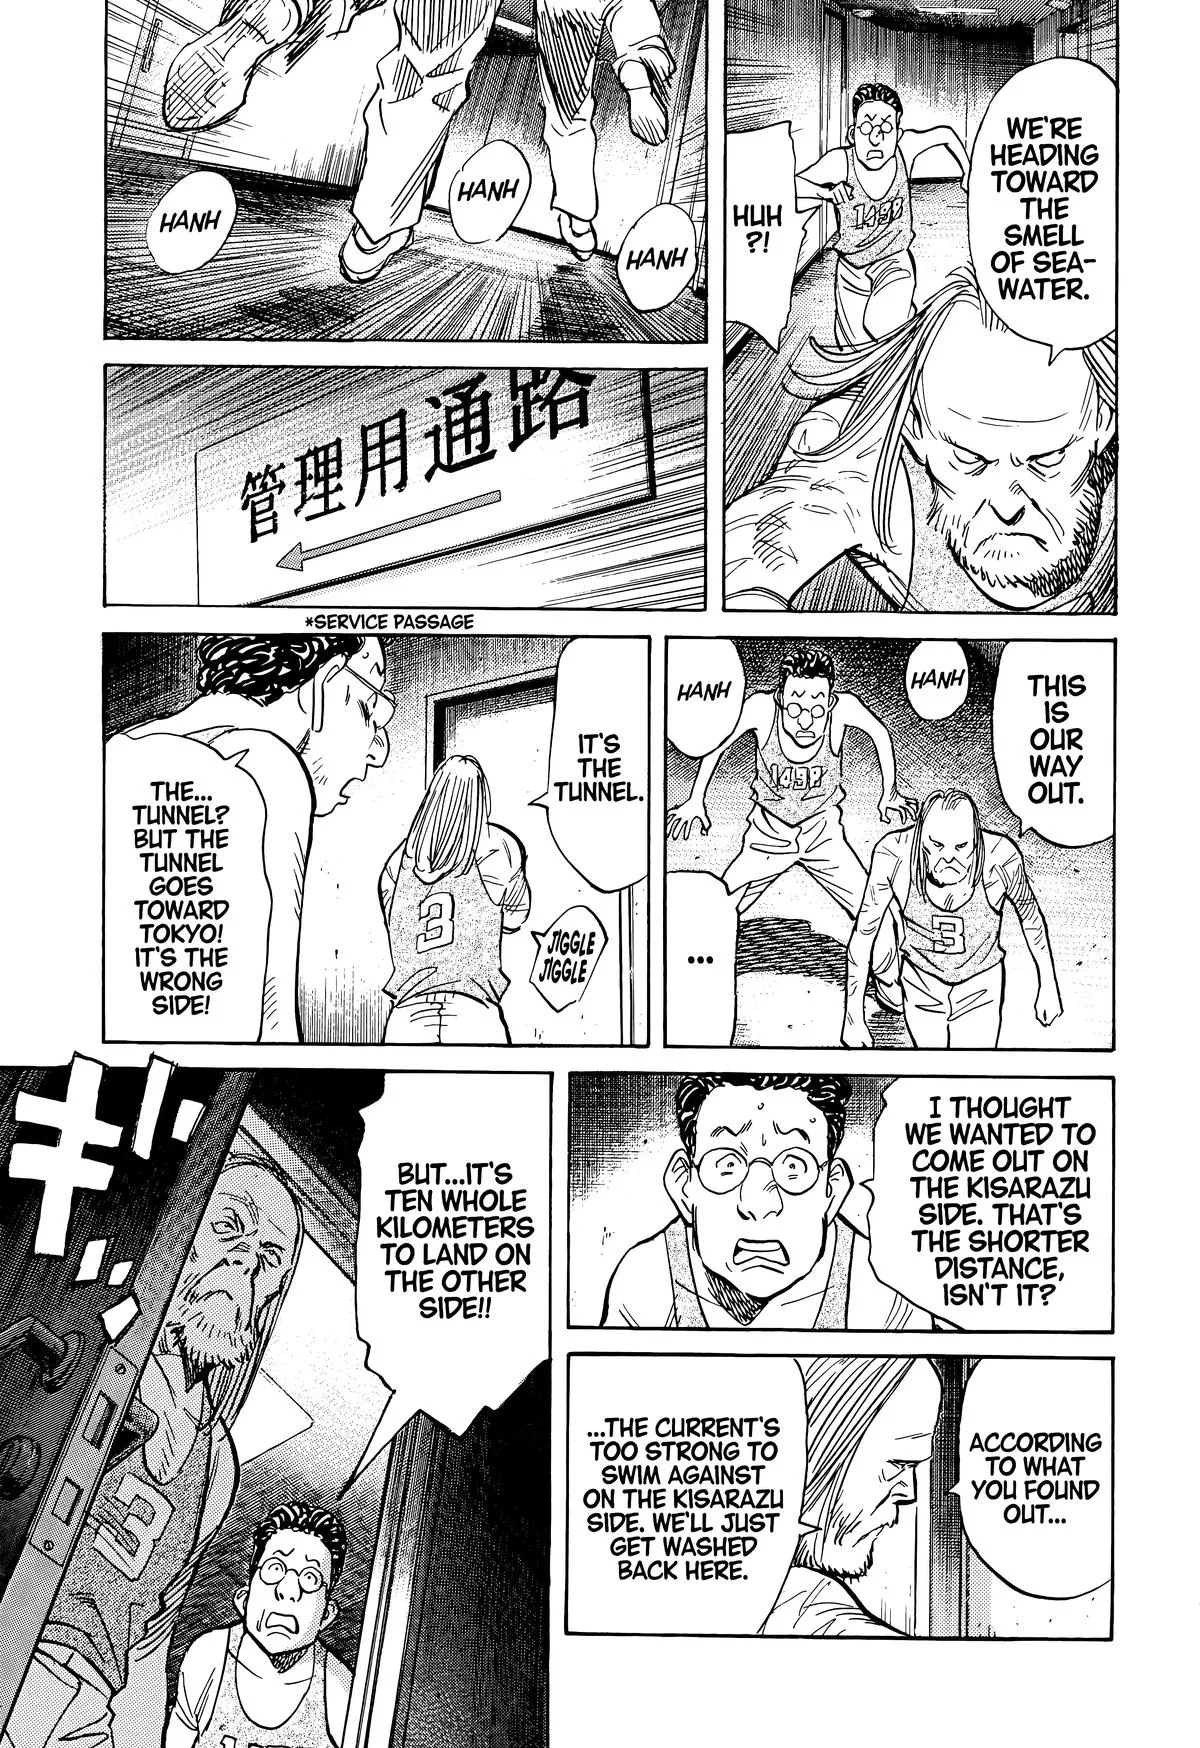 WE'RE
HEADING
TOWARD
THE
SMELL
OF SEA-
WATER.
1498
HUH
?!
HANH
HANH
HANH
管理用通路
*SERVICE PASSAGE
THIS
IS
OUR
WAY
OUT.
HANH
HANH
1498
3
...
IT'S
THE
TUNNEL.
3
JIGGLE
JIGGLE
THE...
TUNNEL?
BUT THE
TUNNEL
GOES
TOWARD
TOKYO!
IT'S THE
WRONG
SIDE!
I THOUGHT
WE WANTED TO
COME OUT ON
THE KISARAZU
SIDE. THAT'S
THE SHORTER
DISTANCE,
ISN'T IT?
ACCORDING
TO WHAT
YOU FOUND
OUT...
...THE CURRENT'S
TOO STRONG TO
SWIM AGAINST
ON THE KISARAZU
SIDE. WE'LL JUST
GET WASHED
BACK HERE.
BUT...IT'S
TEN WHOLE
KILOMETERS
TO LAND ON
THE OTHER
SIDE!!
ギイ
3